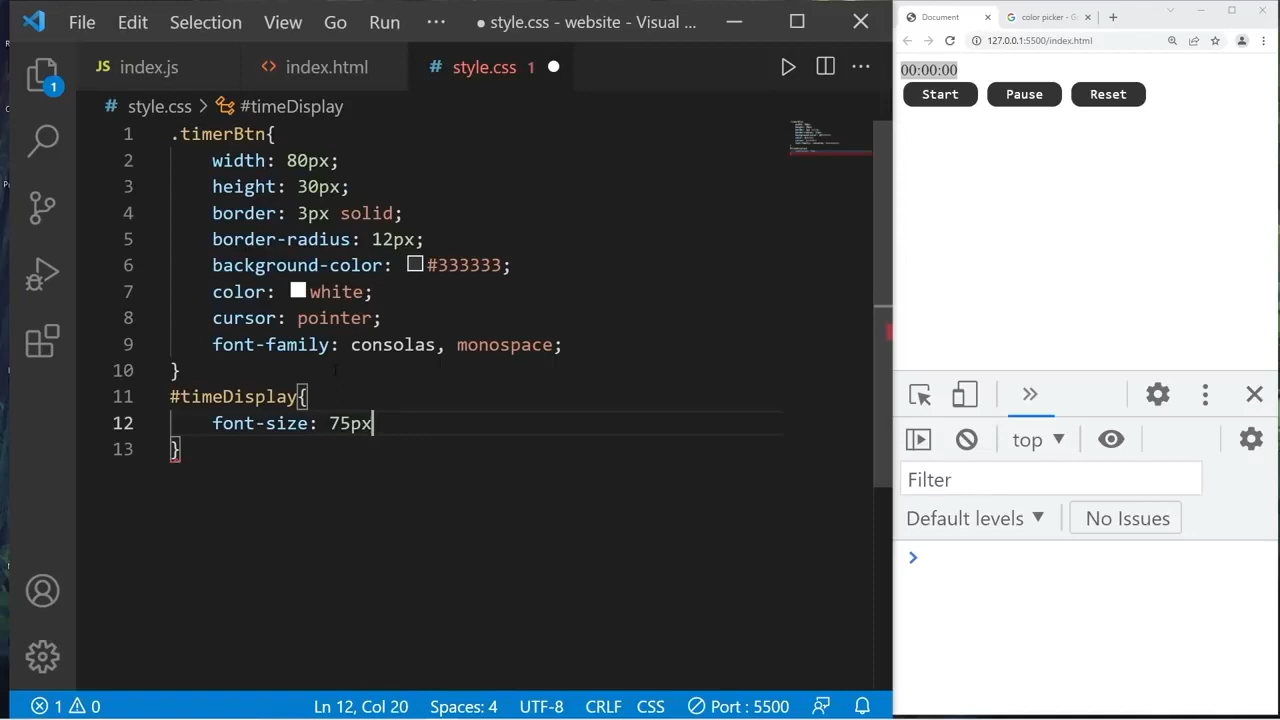 File Edit Selection View Go Run ··· ● style.css - website - Visual ...
JS index.js
<> index.html
# style.css 1 ●
# style.css > #timeDisplay
1 .timerBtn{
2 width: 80px;
3 height: 30px;
4 border: 3px solid;
5 border-radius: 12px;
6 background-color: #333333;
7 color: white;
8 cursor: pointer;
9 font-family: consolas, monospace;
10 }
11 #timeDisplay{
12 font-size: 75px
13 }
1
1 0 Ln 12, Col 20 Spaces: 4 UTF-8 CRLF CSS Port : 5500
Document
color picker - G
127.0.0.1:5500/index.html
00:00:00
Start Pause Reset
top
Filter
Default levels No Issues